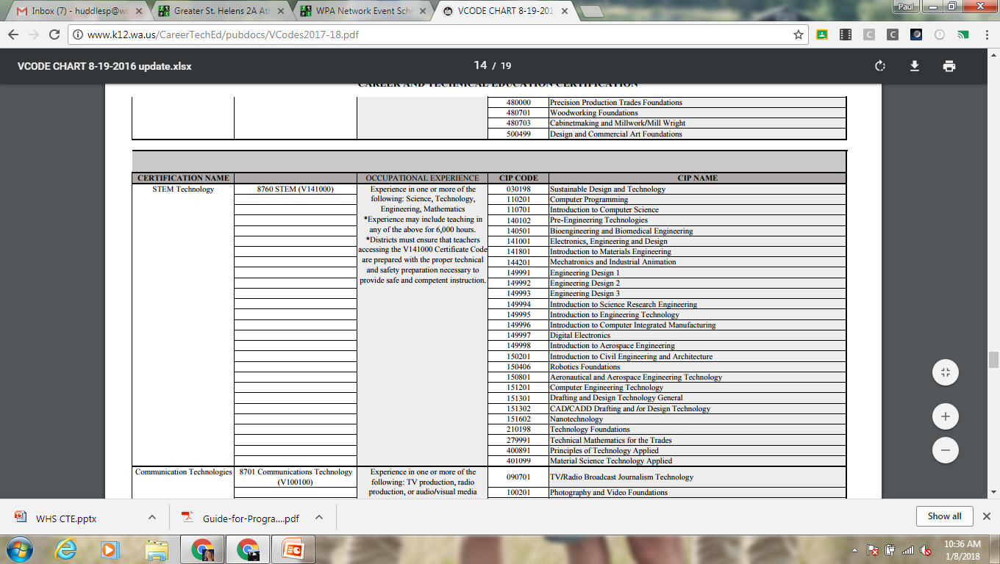 Inbox (7) - huddlesp@wo
Greater St. Helens 2A Ath
WPA Network Event Sche
VCODE CHART 8-19-201
Paul
www.k12.wa.us/CareerTechEd/pubdocs/VCodes2017-18.pdf
VCODE CHART 8-19-2016 update.xlsx
14 / 19
CAREER AND TECHNICAL EDUCATION CERTIFICATION
480000 Precision Production Trades Foundations
480701 Woodworking Foundations
480703 Cabinetmaking and Millwork/Mill Wright
500499 Design and Commercial Art Foundations
CERTIFICATION NAME OCCUPATIONAL EXPERIENCE CIP CODE CIP NAME
STEM Technology
8760 STEM (V141000)
Experience in one or more of the
following: Science, Technology,
Engineering, Mathematics
*Experience may include teaching in
any of the above for 6,000 hours.
*Districts must ensure that teachers
accessing the V141000 Certificate Code
are prepared with the proper technical
and safety preparation necessary to
provide safe and competent instruction.
030198 Sustainable Design and Technology
110201 Computer Programming
110701 Introduction to Computer Science
140102 Pre-Engineering Technologies
140501 Bioengineering and Biomedical Engineering
141001 Electronics, Engineering and Design
141801 Introduction to Materials Engineering
144201 Mechatronics and Industrial Animation
149991 Engineering Design 1
149992 Engineering Design 2
149993 Engineering Design 3
149994 Introduction to Science Research Engineering
149995 Introduction to Engineering Technology
149996 Introduction to Computer Integrated Manufacturing
149997 Digital Electronics
149998 Introduction to Aerospace Engineering
150201 Introduction to Civil Engineering and Architecture
150406 Robotics Foundations
150801 Aeronautical and Aerospace Engineering Technology
151201 Computer Engineering Technology
151301 Drafting and Design Technology General
151302 CAD/CADD Drafting and /or Design Technology
151602 Nanotechnology
210198 Technology Foundations
279991 Technical Mathematics for the Trades
400891 Principles of Technology Applied
401099 Material Science Technology Applied
Communication Technologies
8701 Communications Technology
(V100100)
Experience in one or more of the
following: TV production, radio
production, or audio/visual media
090701 TV/Radio Broadcast Journalism Technology
100201 Photography and Video Foundations
WHS CTE.pptx
Guide-for-Progra....pdf
Show all
10:36 AM
1/8/2018